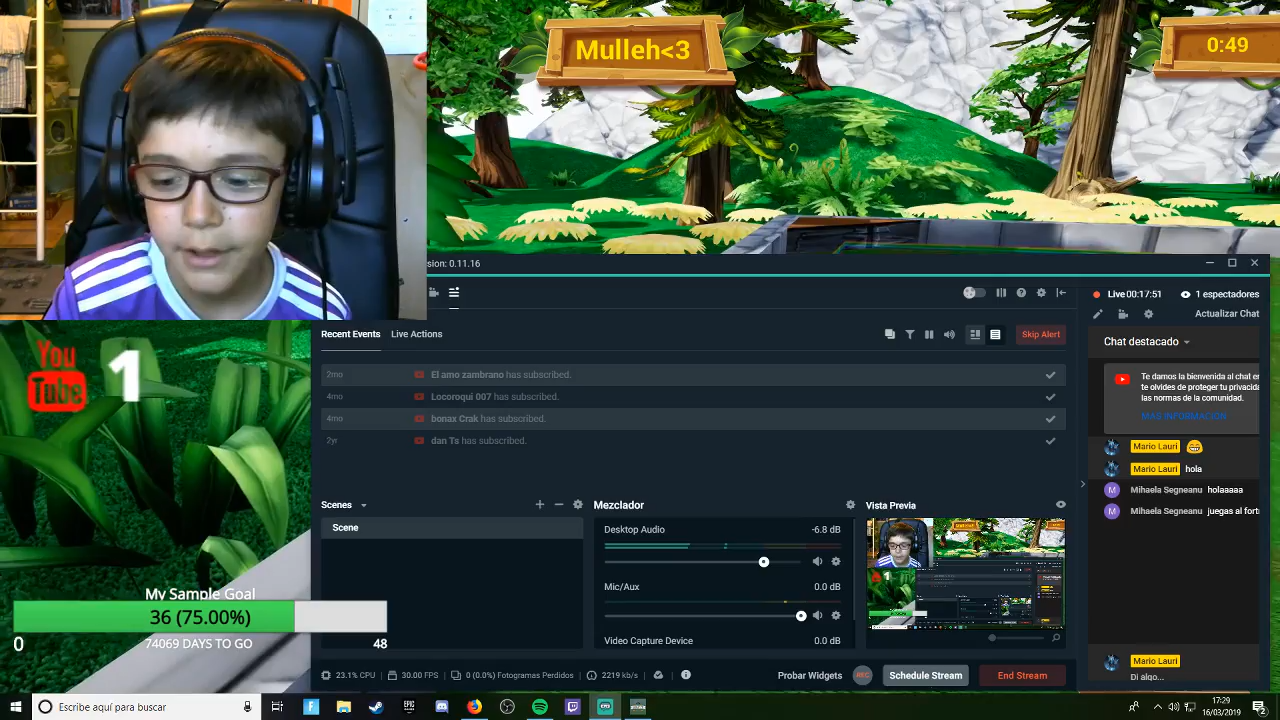 Mulleh<3
0:49
sion: 0.11.16
Live 00:17:51
1 espectadores
Actualizar Chat
Recent Events
Live Actions
Skip Alert
Chat destacado
2mo El amo zambrano has subscribed.
4mo Locoroqui 007 has subscribed.
4mo bonax Crak has subscribed.
2yr dan Ts has subscribed.
Te damos la bienvenida al chat en
te olvides de proteger tu privacida
las normas de la comunidad.
MÁS INFORMACIÓN
Mario Lauri
Mario Lauri hola
Mihaela Segneanu holaaaaa
Mihaela Segneanu juegas al fort
You
Tube
1
Scenes
Scene
Mezclador
Desktop Audio -6.8 dB
Mic/Aux 0.0 dB
Video Capture Device 0.0 dB
Vista Previa
My Sample Goal
36 (75.00%)
0
74069 DAYS TO GO
48
Mario Lauri
Di algo...
23.1% CPU
30.00 FPS
0 (0.0%) Fotogramas Perdidos
2219 kb/s
Probar Widgets
REC
Schedule Stream
End Stream
Escribe aquí para buscar
EPIC
GAMES
17:29
16/03/2019
2